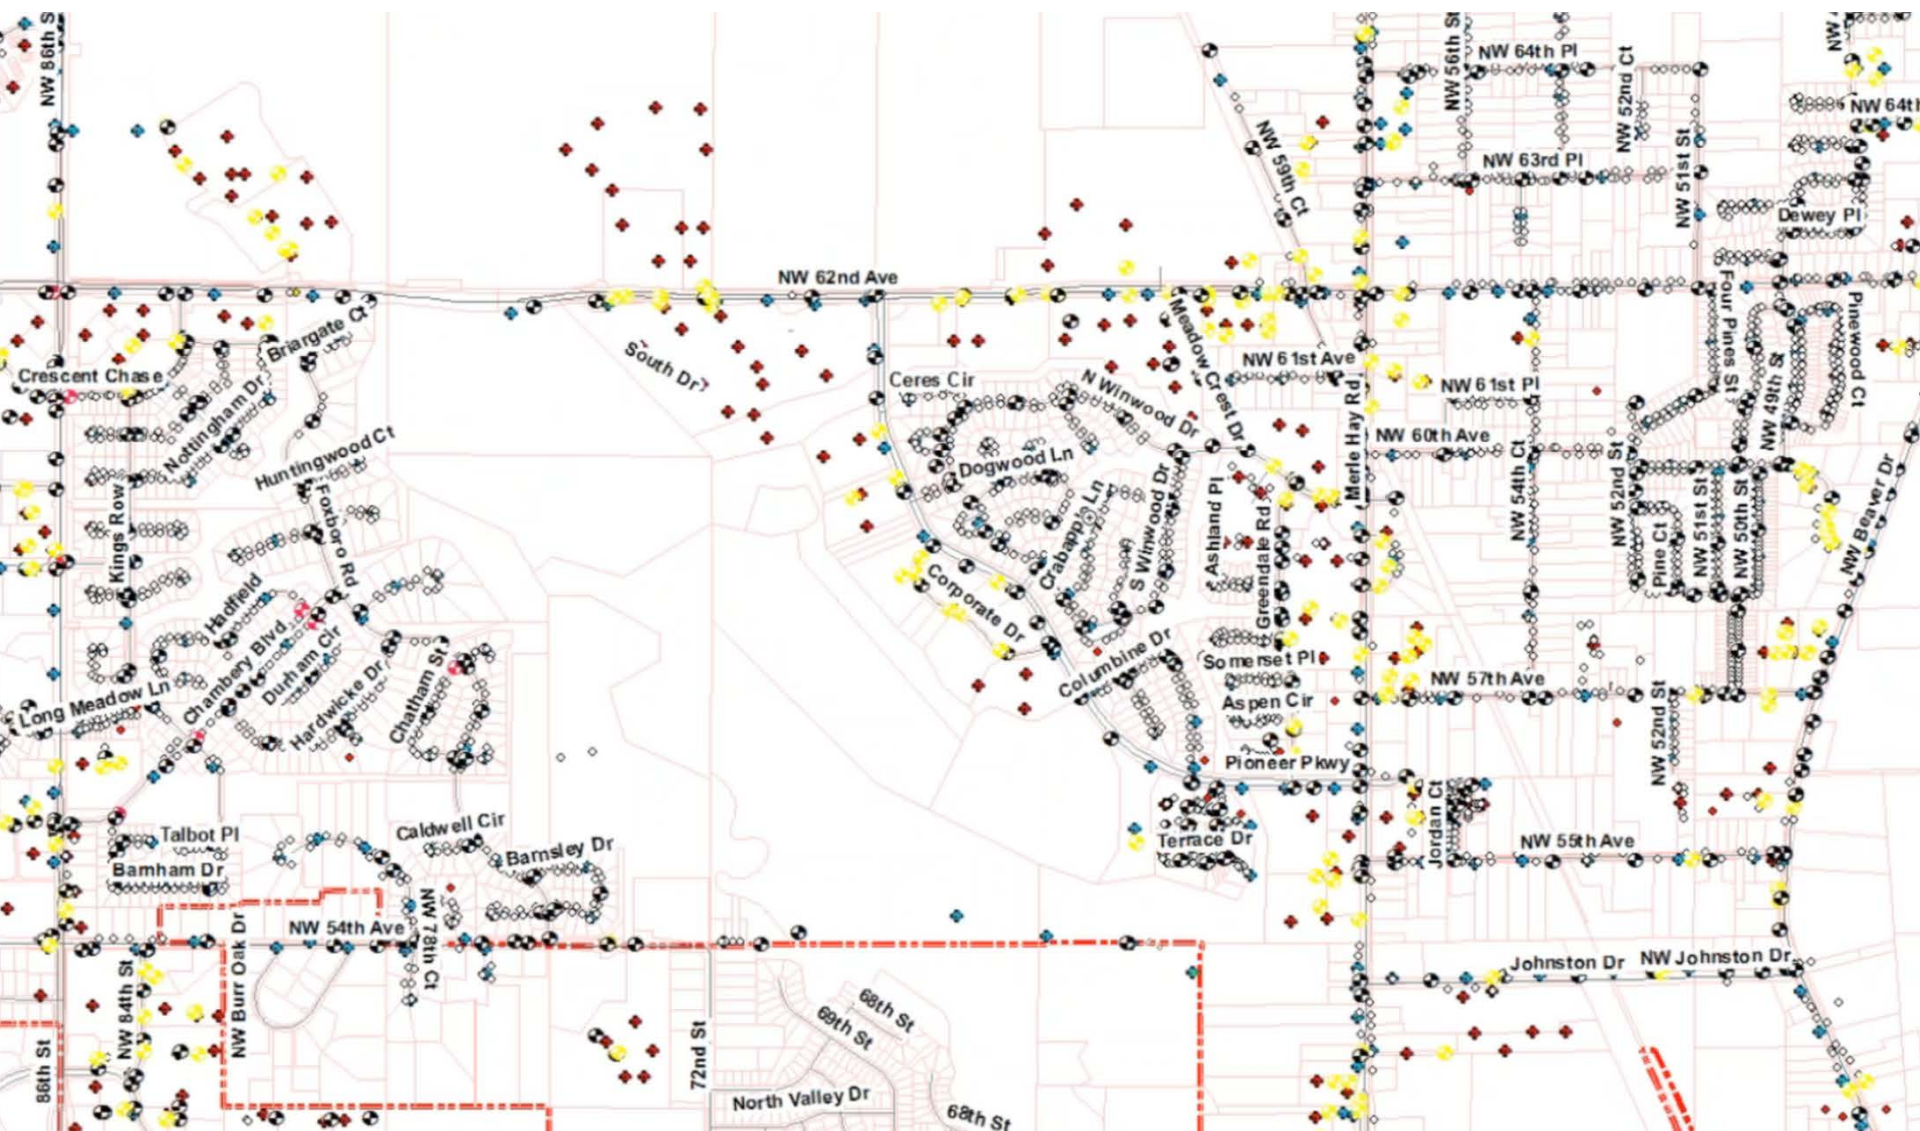 NW 86th S
NW 56th St
NW 64th Pl
NW 52nd Ct
NW
NW 64th
NW 59th Ct
NW 63rd Pl
NW 51st St
Dewey Pl
NW 62nd Ave
Four Pines St
Pinewood Ct
Briargate Ct
South Dr
Meadow Crest Dr
NW 61st Ave
Crescent Chase
Ceres Cir
N Winwood Dr
Merle Hay Rd
NW 61st Pl
NW 49th St
Nottingham Dr
NW 60th Ave
Huntingwood Ct
Dogwood Ln
NW 54th Ct
NW 52nd St
Kings Row
Foxboro Rd
Crabapple Ln
S Winwood Dr
Ashland Pl
Greendale Rd
Pine Ct
NW 51st St
NW 50th St
NW Beaver Dr
Hadfield
Corporate Dr
Chambery Blvd
Durham Cir
Hardwicke Dr
Chatham St
Columbine Dr
Somerset Pl
NW 57th Ave
Long Meadow Ln
Aspen Cir
NW 52nd St
Pioneer Pkwy
Jordan Ct
Talbot Pl
Caldwell Cir
Barnsley Dr
Terrace Dr
NW 55th Ave
Barnham Dr
NW 54th Ave
NW 78th Ct
NW Burr Oak Dr
NW 84th St
Johnston Dr
NW Johnston Dr
86th St
72nd St
68th St
69th St
North Valley Dr
68th St